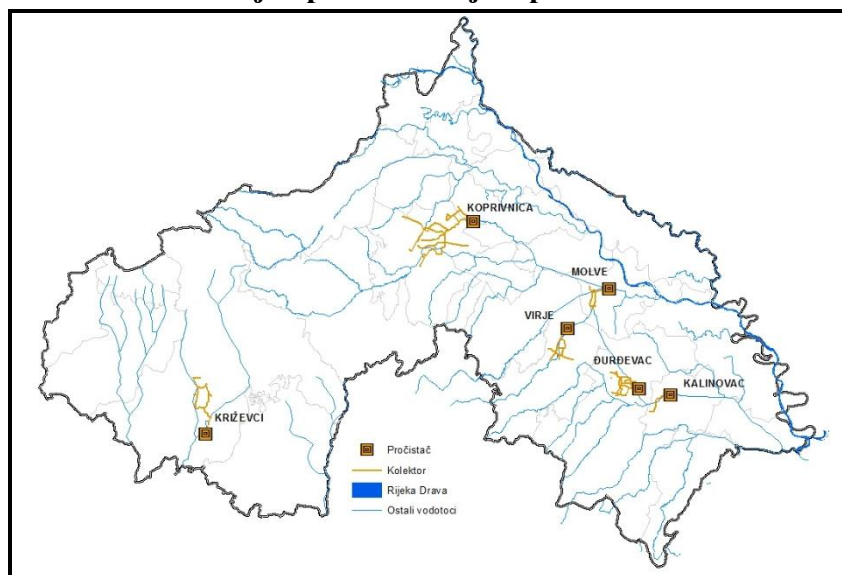 KOPRIVNICA
MOLVE
VIRJE
ĐURĐEVAC
KALINOVAC
KRIŽEVCI
Pročistač
Kolektor
Rijeka Drava
Ostali vodotoci